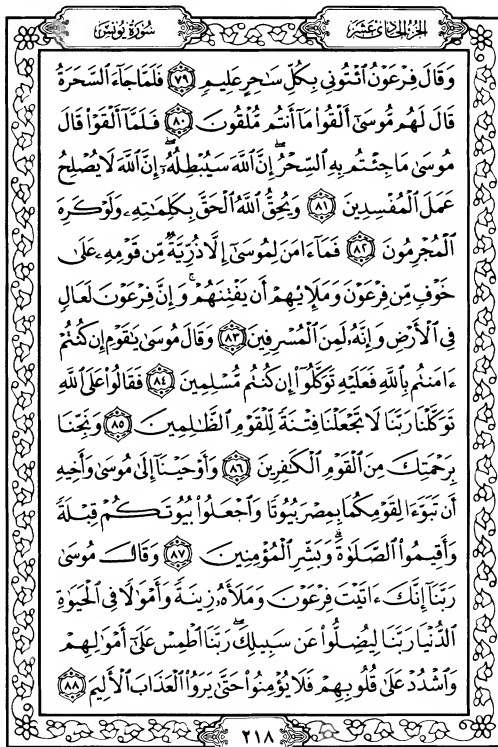 الجزء الحادي عشر
سورة يونس
وَقَالَ فِرْعَوْنُ ٱئْتُونِي بِكُلِّ سَٰحِرٍ عَلِيمٍ ٧٩ فَلَمَّا جَآءَ ٱلسَّحَرَةُ
قَالَ لَهُم مُّوسَىٰٓ أَلْقُوا۟ مَآ أَنتُم مُّلْقُونَ ٨٠ فَلَمَّآ أَلْقَوْا۟ قَالَ
مُوسَىٰ مَا جِئْتُم بِهِ ٱلسِّحْرُ ۖ إِنَّ ٱللَّهَ سَيُبْطِلُهُۥٓ ۖ إِنَّ ٱللَّهَ لَا يُصْلِحُ
عَمَلَ ٱلْمُفْسِدِينَ ٨١ وَيُحِقُّ ٱللَّهُ ٱلْحَقَّ بِكَلِمَٰتِهِۦ وَلَوْ كَرِهَ
ٱلْمُجْرِمُونَ ٨٢ فَمَآ ءَامَنَ لِمُوسَىٰٓ إِلَّا ذُرِّيَّةٌ مِّن قَوْمِهِۦ عَلَىٰ
خَوْفٍ مِّن فِرْعَوْنَ وَمَلَإِي۟هِمْ أَن يَفْتِنَهُمْ ۚ وَإِنَّ فِرْعَوْنَ لَعَالٍ
فِي ٱلْأَرْضِ وَإِنَّهُۥ لَمِنَ ٱلْمُسْرِفِينَ ٨٣ وَقَالَ مُوسَىٰ يَٰقَوْمِ إِن كُنتُمْ
ءَامَنتُم بِٱللَّهِ فَعَلَيْهِ تَوَكَّلُوٓا۟ إِن كُنتُم مُّسْلِمِينَ ٨٤ فَقَالُوا۟ عَلَى ٱللَّهِ
تَوَكَّلْنَا رَبَّنَا لَا تَجْعَلْنَا فِتْنَةً لِّلْقَوْمِ ٱلظَّٰلِمِينَ ٨٥ وَنَجِّنَا
بِرَحْمَتِكَ مِنَ ٱلْقَوْمِ ٱلْكَٰفِرِينَ ٨٦ وَأَوْحَيْنَآ إِلَىٰ مُوسَىٰ وَأَخِيهِ
أَن تَبَوَّءَا لِقَوْمِكُمَا بِمِصْرَ بُيُوتًا وَٱجْعَلُوا۟ بُيُوتَكُمْ قِبْلَةً
وَأَقِيمُوا۟ ٱلصَّلَوٰةَ ۗ وَبَشِّرِ ٱلْمُؤْمِنِينَ ٨٧ وَقَالَ مُوسَىٰ
رَبَّنَآ إِنَّكَ ءَاتَيْتَ فِرْعَوْنَ وَمَلَأَهُۥ زِينَةً وَأَمْوَٰلًا فِي ٱلْحَيَوٰةِ
ٱلدُّنْيَا رَبَّنَا لِيُضِلُّوا۟ عَن سَبِيلِكَ ۖ رَبَّنَا ٱطْمِسْ عَلَىٰٓ أَمْوَٰلِهِمْ
وَٱشْدُدْ عَلَىٰ قُلُوبِهِمْ فَلَا يُؤْمِنُوا۟ حَتَّىٰ يَرَوُا۟ ٱلْعَذَابَ ٱلْأَلِيمَ ٨٨
٢١٨